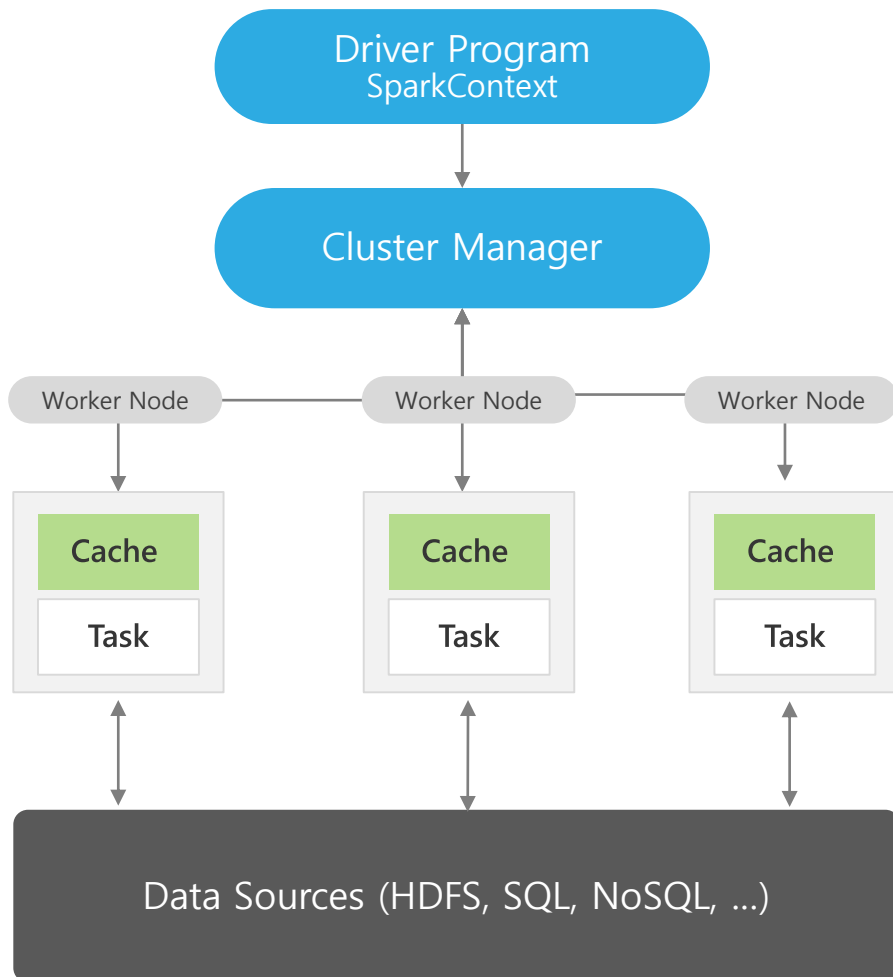 Driver Program
SparkContext
Cluster Manager
Worker Node
Worker Node
Worker Node
Cache
Cache
Cache
Task
Task
Task
Data Sources (HDFS, SQL, NoSQL, ...)